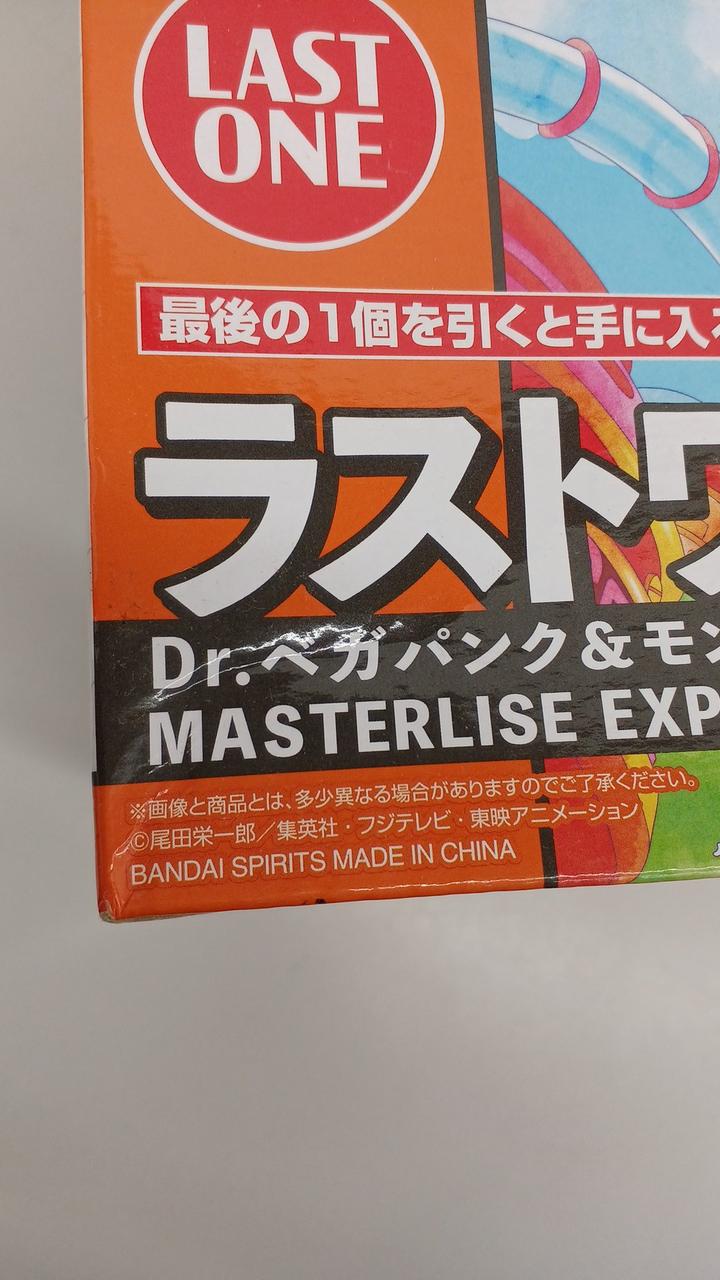 LAST
ONE
最後の1個を引くと手に入
ラスト
Dr.ベガパンク&モン
MASTERLISE EXP
※画像と商品とは、多少異なる場合がありますのでご了承ください。
©尾田栄一郎／集英社・フジテレビ・東映アニメーション
BANDAI SPIRITS MADE IN CHINA